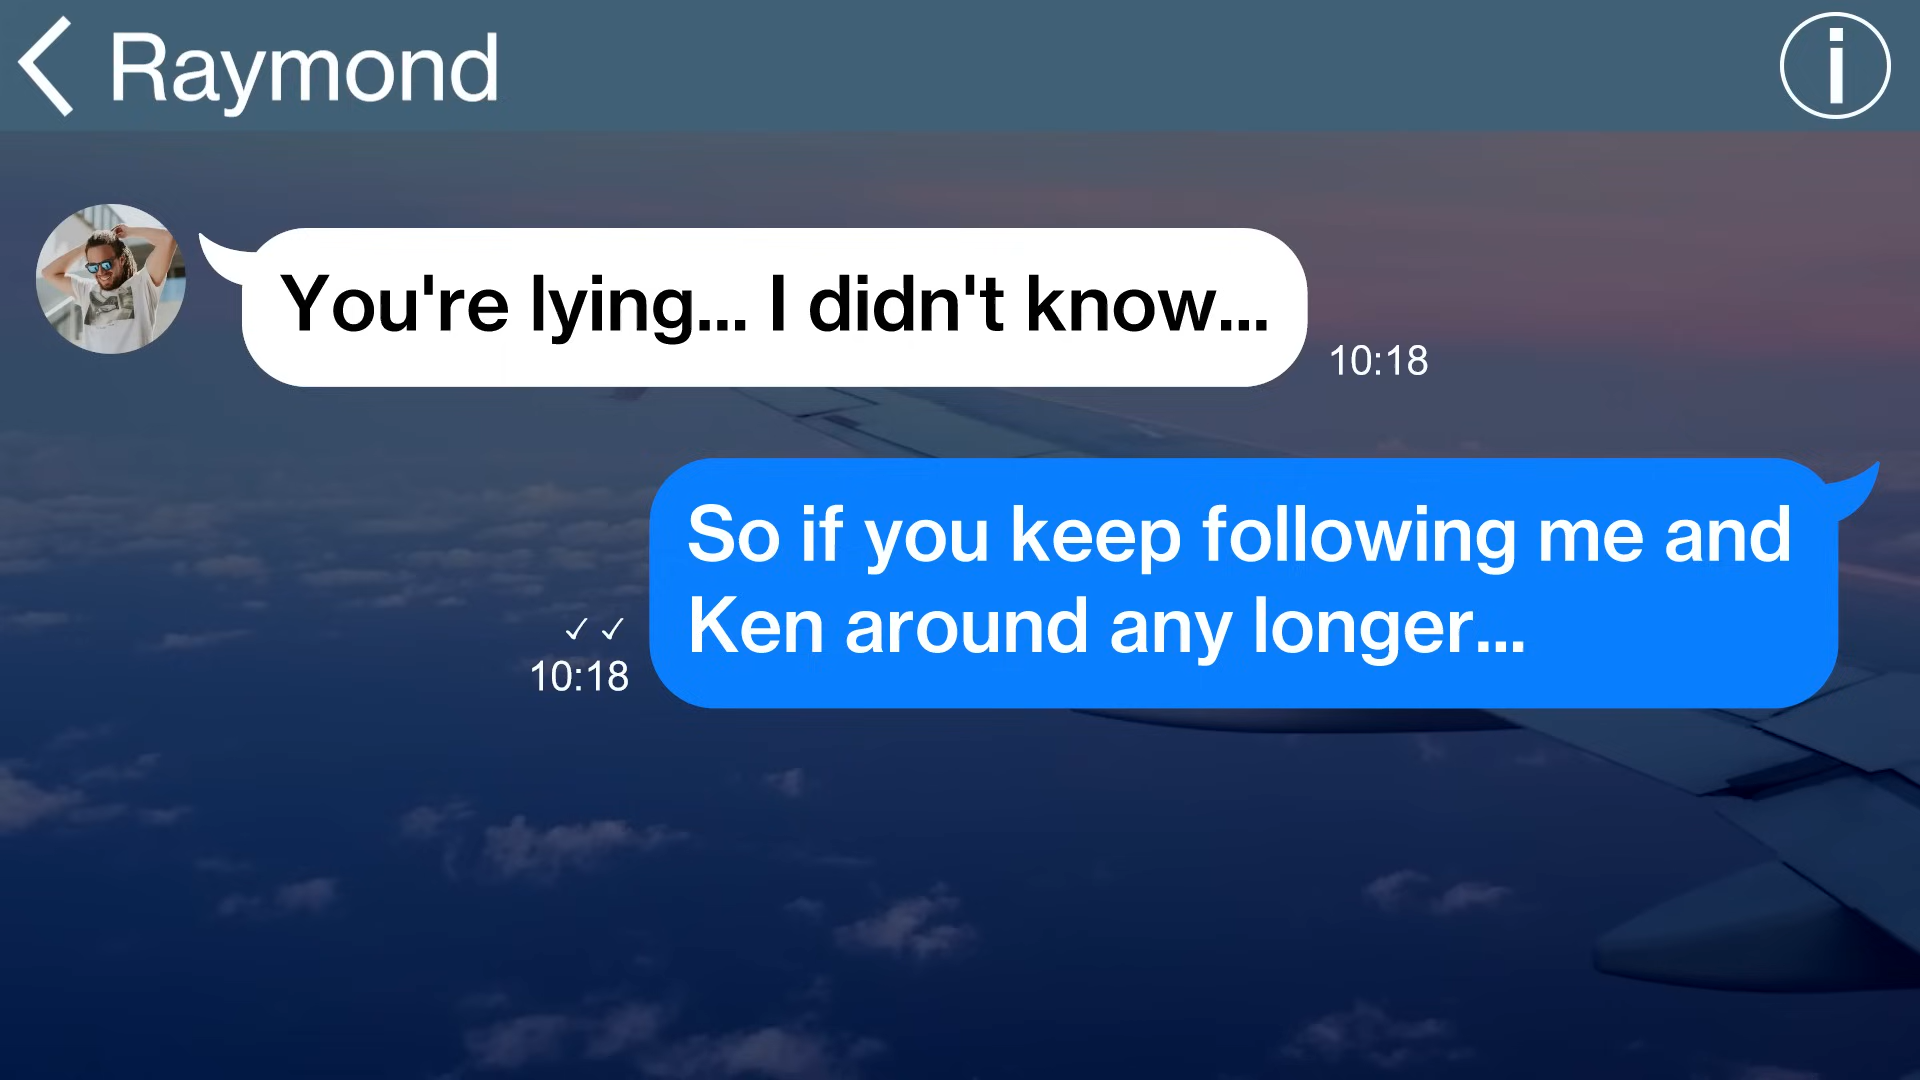 Raymond
You're lying... I didn't know...
10:18
So if you keep following me and
Ken around any longer...
✓✓
10:18